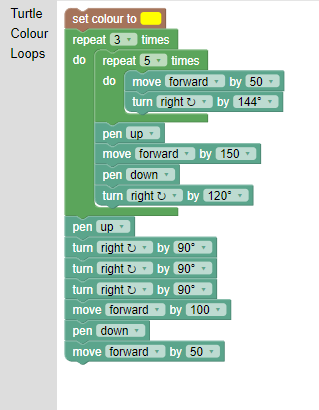 Turtle
Colour
Loops
set colour to
repeat 3 times
do repeat 5 times
do move forward by 50
turn right ↻ by 144°
pen up
move forward by 150
pen down
turn right ↻ by 120°
pen up
turn right ↻ by 90°
turn right ↻ by 90°
turn right ↻ by 90°
move forward by 100
pen down
move forward by 50